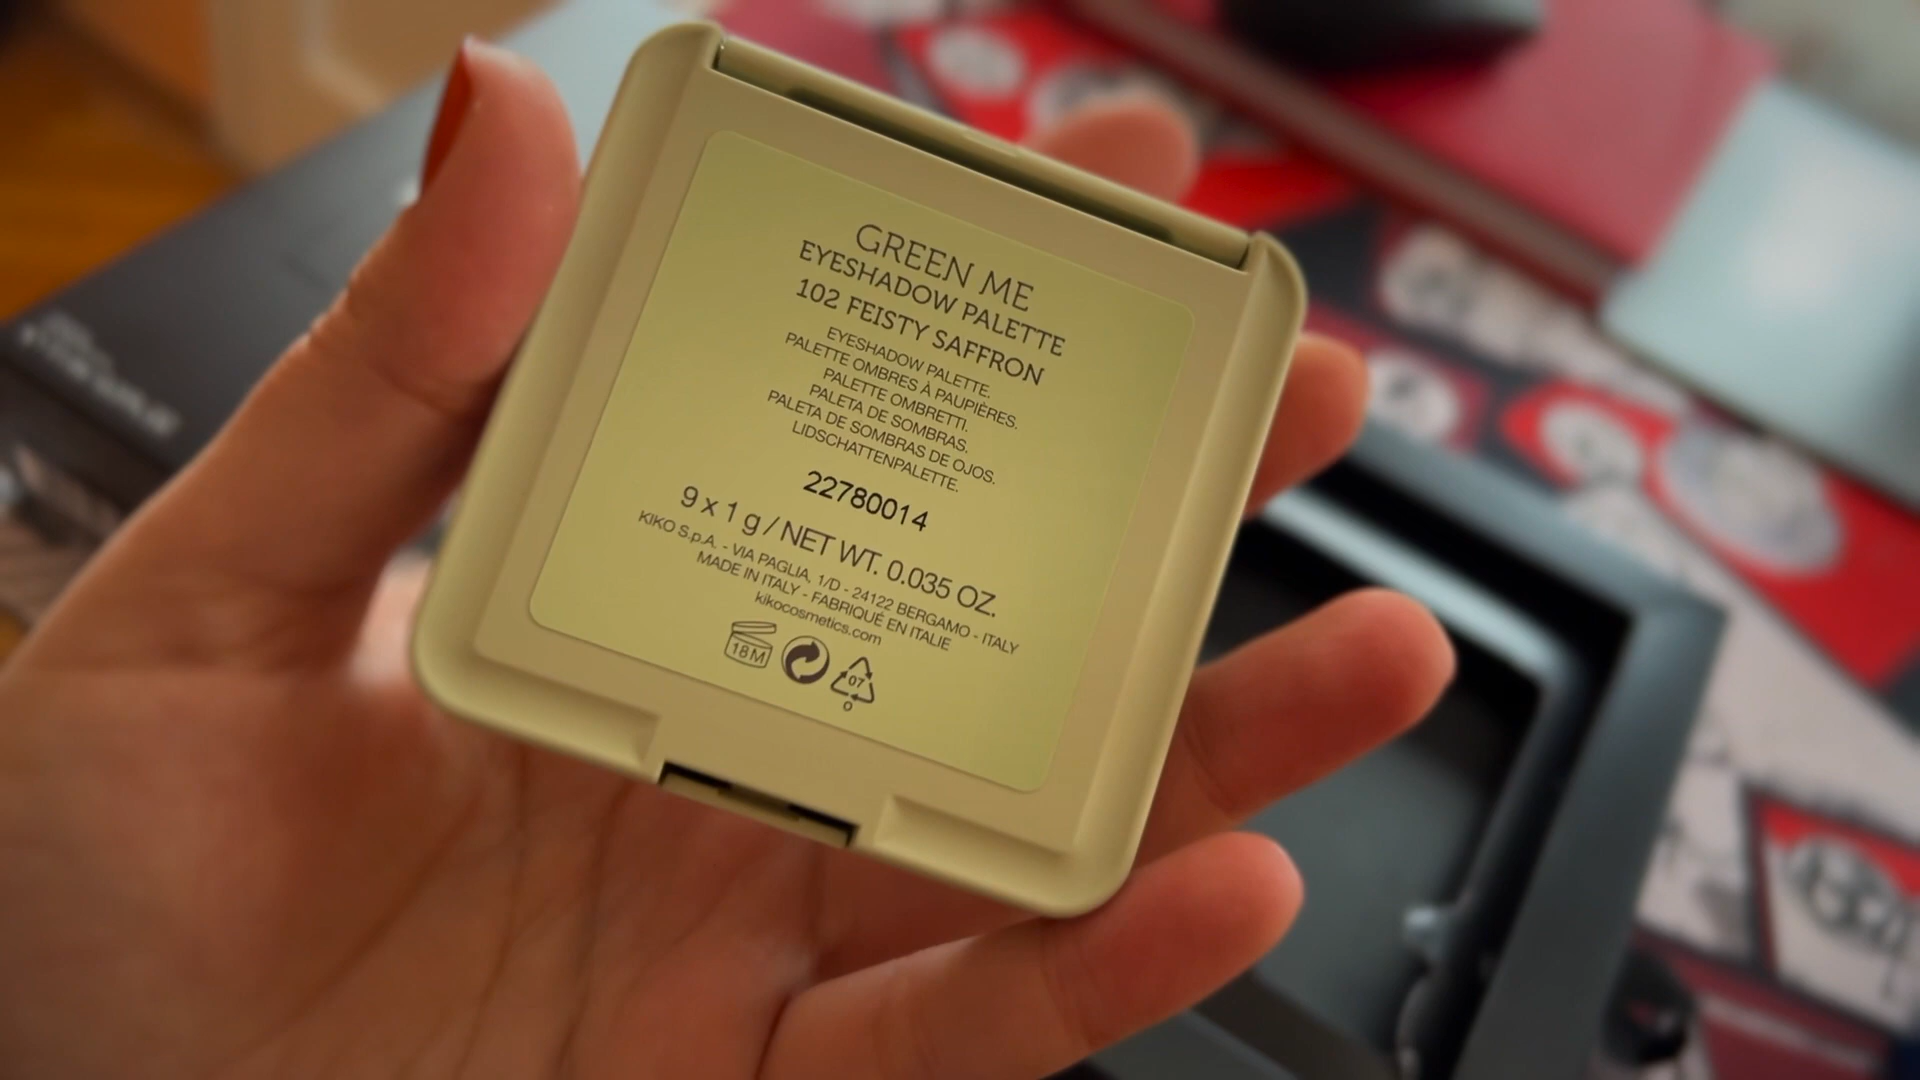 GREEN ME
EYESHADOW PALETTE
102 FEISTY SAFFRON
EYESHADOW PALETTE.
PALETTE OMBRES À PAUPIÈRES.
PALETTE OMBRETTI.
PALETA DE SOMBRAS.
PALETA DE SOMBRAS DE OJOS.
LIDSCHATTENPALETTE.
22780014
9 x 1 g / NET WT. 0.035 OZ.
KIKO S.p.A. - VIA PAGLIA, 1/D - 24122 BERGAMO - ITALY
MADE IN ITALY - FABRIQUÉ EN ITALIE
kikocosmetics.com
18M
07
O